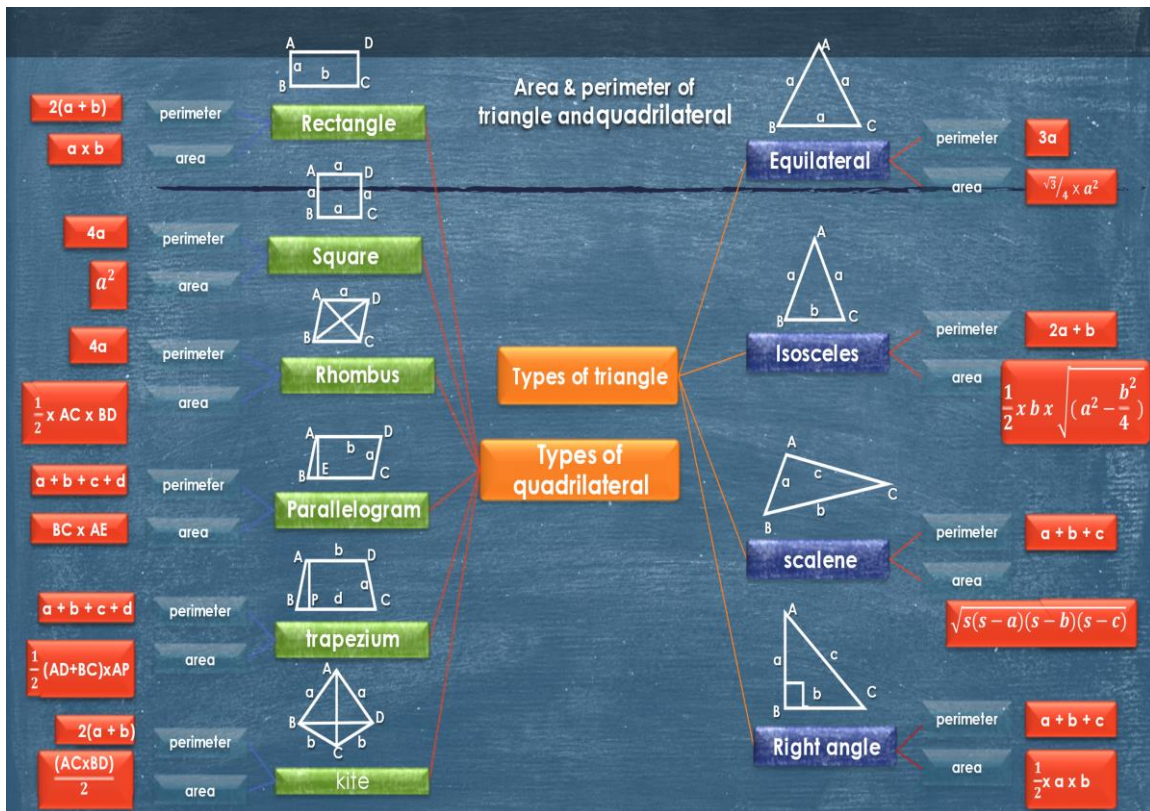 Area & perimeter of
triangle and quadrilateral
A D
a
b
B C
Rectangle
perimeter
2(a + b)
area
a x b
a D
a a
a
B C
Square
perimeter
4a
area
a²
A a D
B C
Rhombus
perimeter
4a
area
1/2 x AC x BD
A D
b
a
B E C
Parallelogram
perimeter
a + b + c + d
area
BC x AE
b
A D
a
B P d C
trapezium
perimeter
a + b + c + d
area
1/2 (AD+BC)xAP
A
a a
B D
b b
C
kite
perimeter
2(a + b)
area
(ACxBD)/2
Types of triangle
Types of
quadrilateral
A
a a
a
B C
Equilateral
perimeter
3a
area
√3/4 x a²
A
a a
b
B C
Isosceles
perimeter
2a + b
area
1/2 x b x √(a² − b²/4)
A
a c
C
b
B
scalene
perimeter
a + b + c
area
√s(s − a)(s − b)(s − c)
A
a c
b
B C
Right angle
perimeter
a + b + c
area
1/2 x a x b